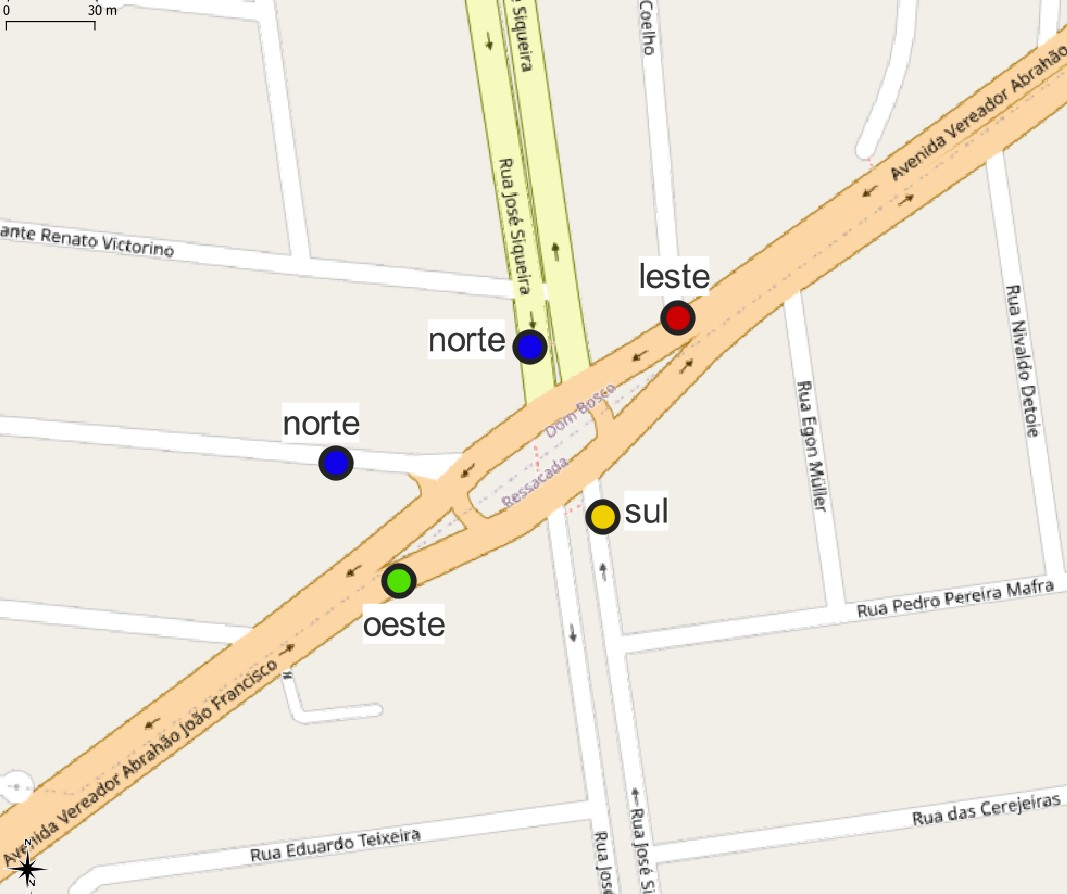 0 30 m
e Siqueira
Coelho
Avenida Vereador Abrahão
Rua José Siqueira
ante Renato Victorino
leste
Rua Nivaldo Detoie
norte
Dom Bosco
Rua Egon Müller
norte
Ressacada
sul
oeste
Rua Pedro Pereira Mafra
Avenida Vereador Abrahão João Francisco
Rua das Cerejeiras
Rua José Si
Rua Eduardo Teixeira
Rua José
N